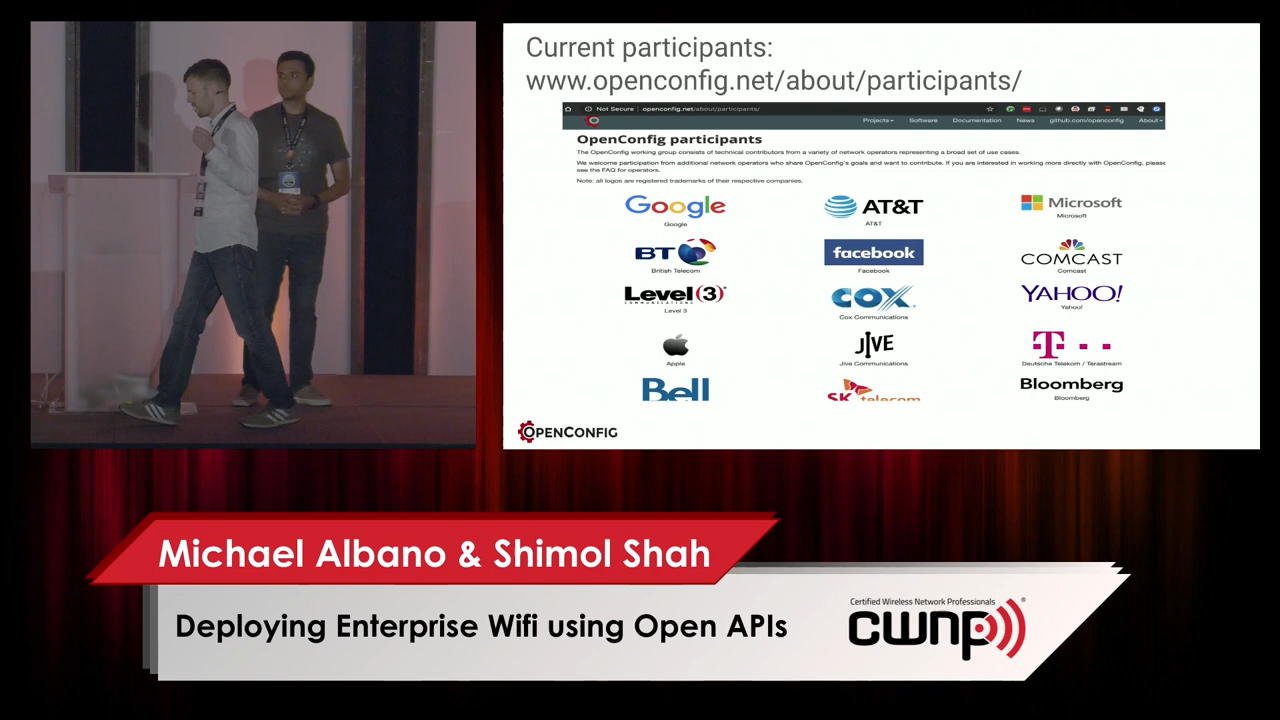 Current participants:
www.openconfig.net/about/participants/
Not Secure | openconfig.net/about/participants/
Projects Software Documentation News github.com/openconfig About
OpenConfig participants
The OpenConfig working group consists of technical contributors from a variety of network operators representing a broad set of use cases.
We welcome participation from additional network operators who share OpenConfig's goals and want to contribute. If you are interested in working more directly with OpenConfig, please
see the FAQ for operators.
Note: all logos are registered trademarks of their respective companies.
Google AT&T Microsoft
Google AT&T Microsoft
BT facebook COMCAST
British Telecom Facebook Comcast
Level (3) COX YAHOO!
COMMUNICATIONS
Level 3 Cox Communications Yahoo!
JIVE T
Apple Jive Communications Deutsche Telekom / Terastream
Bell SK telecom Bloomberg
Bloomberg
OPENCONFIG
Michael Albano & Shimol Shah
Deploying Enterprise Wifi using Open APIs
Certified Wireless Network Professionals
cwnp